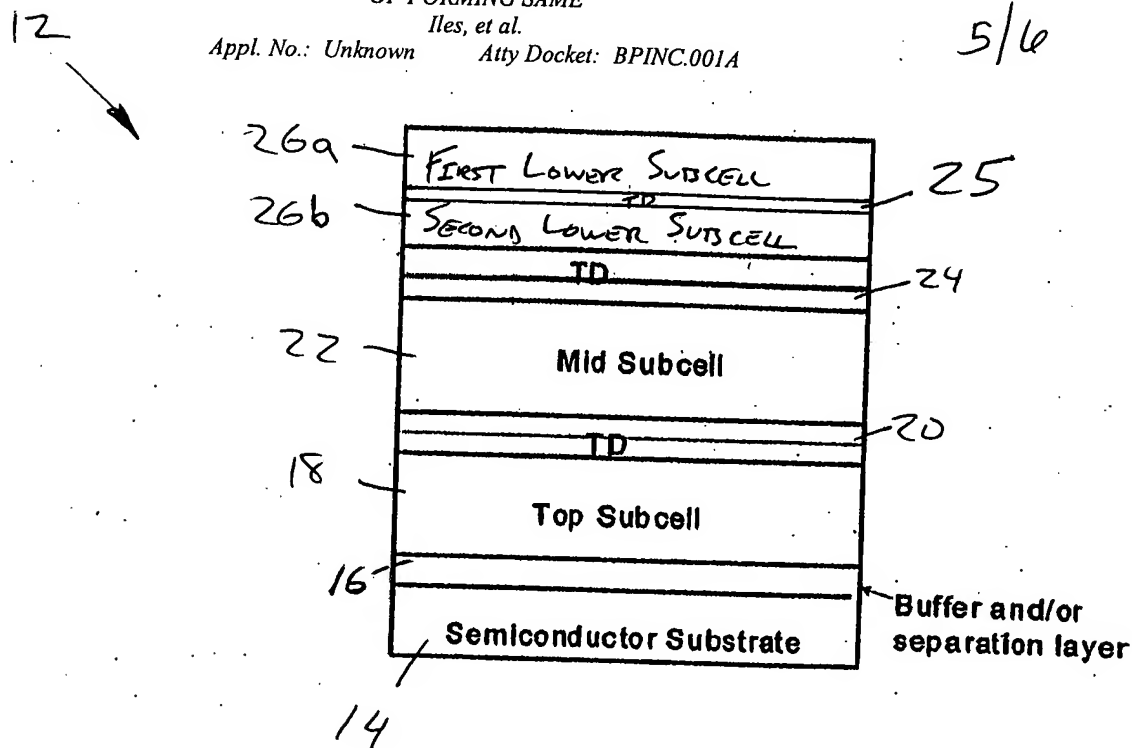 OF FORMING SAME
Iles, et al.
Appl. No.: Unknown Atty Docket: BPINC.001A
5/6
12
26a
FIRST LOWER SUBCELL
TD
25
26b
SECOND LOWER SUBCELL
TD
24
22
Mid Subcell
20
TD
18
Top Subcell
16
Buffer and/or
separation layer
Semiconductor Substrate
14